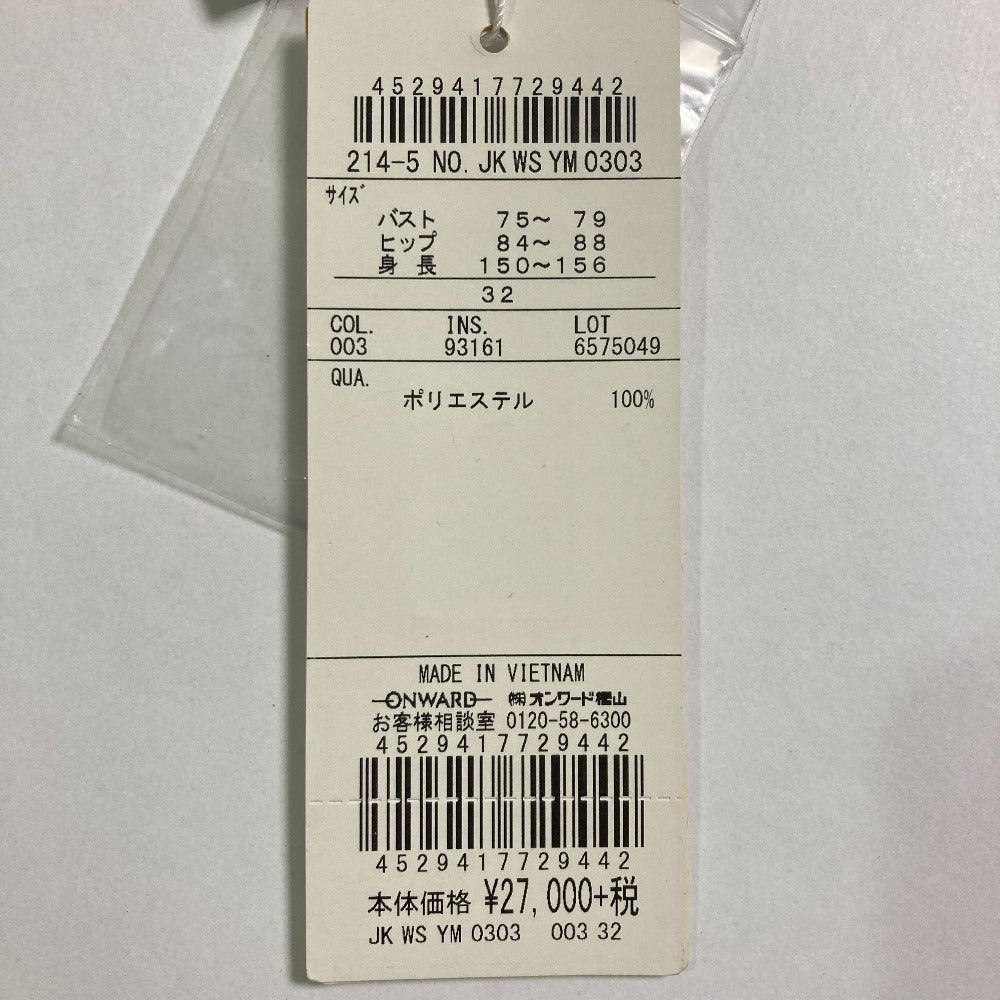 4529417729442
214-5 NO. JK WS YM 0303
サイズ
バスト 75～ 79
ヒップ 84～ 88
身 長 150～156
32
COL. INS. LOT
003 93161 6575049
QUA.
ポリエステル 100%
MADE IN VIETNAM
ONWARD ㈱オンワード樫山
お客様相談室 0120-58-6300
4529417729442
4529417729442
本体価格 ¥27,000+税
JK WS YM 0303 003 32